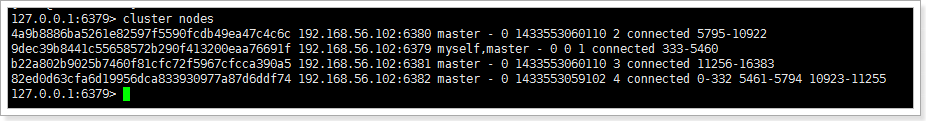 127.0.0.1:6379> cluster nodes
4a9b8886ba5261e82597f5590fcdb49ea47c4c6c 192.168.56.102:6380 master - 0 1433553060110 2 connected 5795-10922
9dec39b8441c55658572b290f413200eaa76691f 192.168.56.102:6379 myself,master - 0 0 1 connected 333-5460
b22a802b9025b7460f81cfc72f5967cfcca390a5 192.168.56.102:6381 master - 0 1433553060110 3 connected 11256-16383
82ed0d63cfa6d19956dca833930977a87d6ddf74 192.168.56.102:6382 master - 0 1433553059102 4 connected 0-332 5461-5794 10923-11255
127.0.0.1:6379>